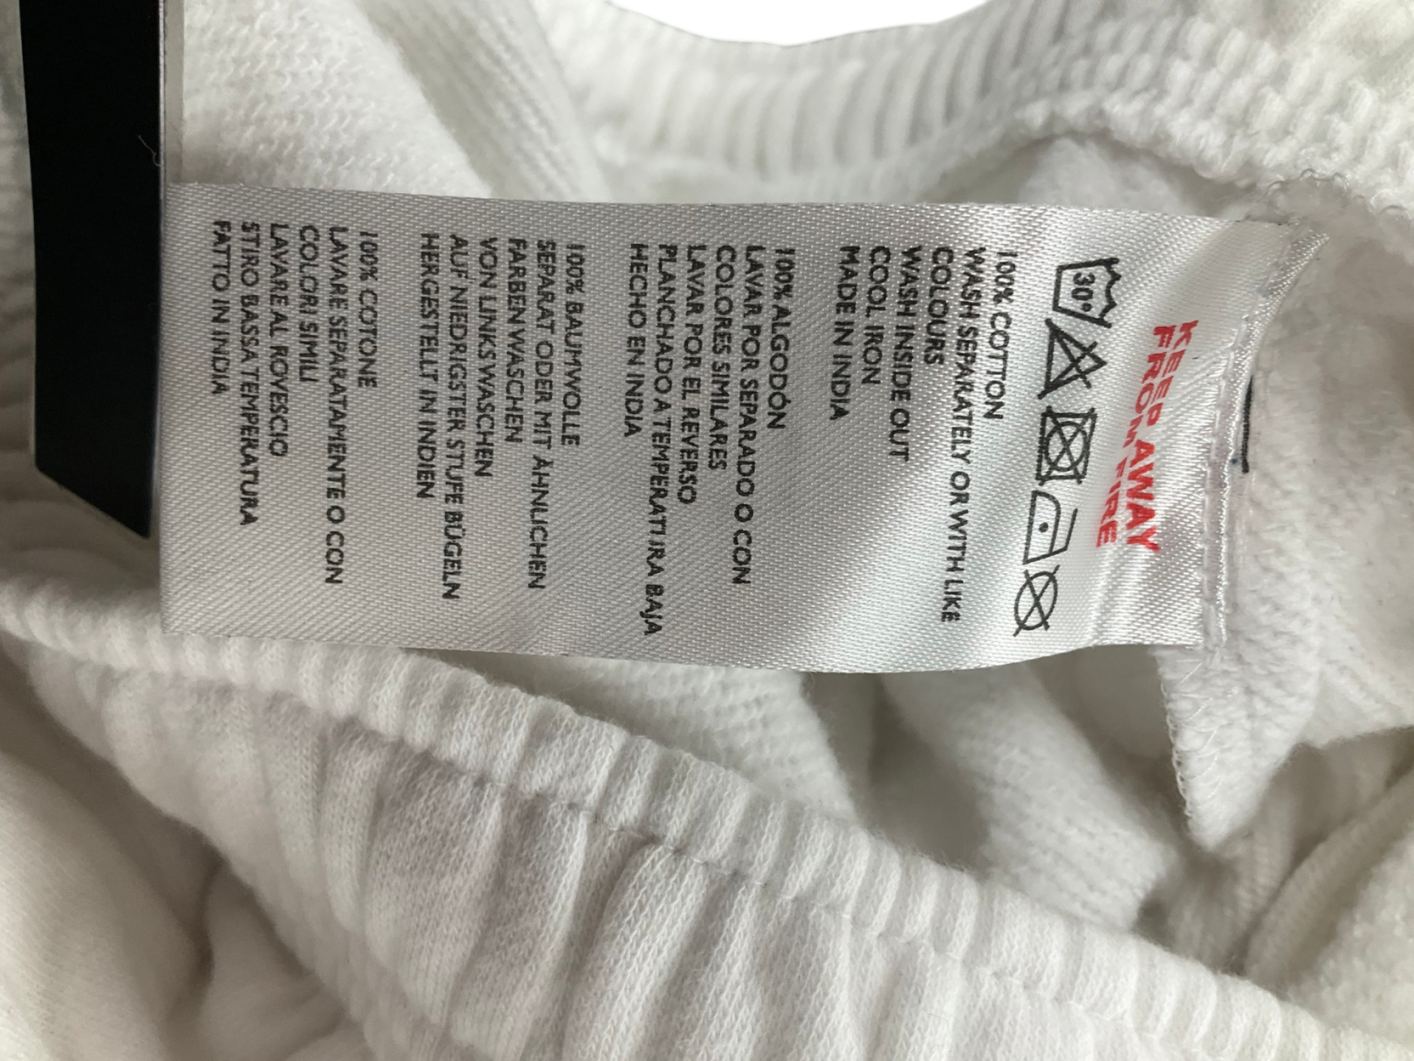 KEEP AWAY
FROM FIRE
30°
100% COTTON
WASH SEPARATELY OR WITH LIKE
COLOURS
WASH INSIDE OUT
COOL IRON
MADE IN INDIA
100% ALGODÓN
LAVAR POR SEPARADO O CON
COLORES SIMILARES
LAVAR POR EL REVERSO
PLANCHADO A TEMPERATURA BAJA
HECHO EN INDIA
100% BAUMWOLLE
SEPARAT ODER MIT ÄHNLICHEN
FARBEN WASCHEN
VON LINKS WASCHEN
AUF NIEDRIGSTER STUFE BÜGELN
HERGESTELLT IN INDIEN
100% COTONE
LAVARE SEPARATAMENTE O CON
COLORI SIMILI
LAVARE AL ROVESCIO
STIRO BASSA TEMPERATURA
FATTO IN INDIA